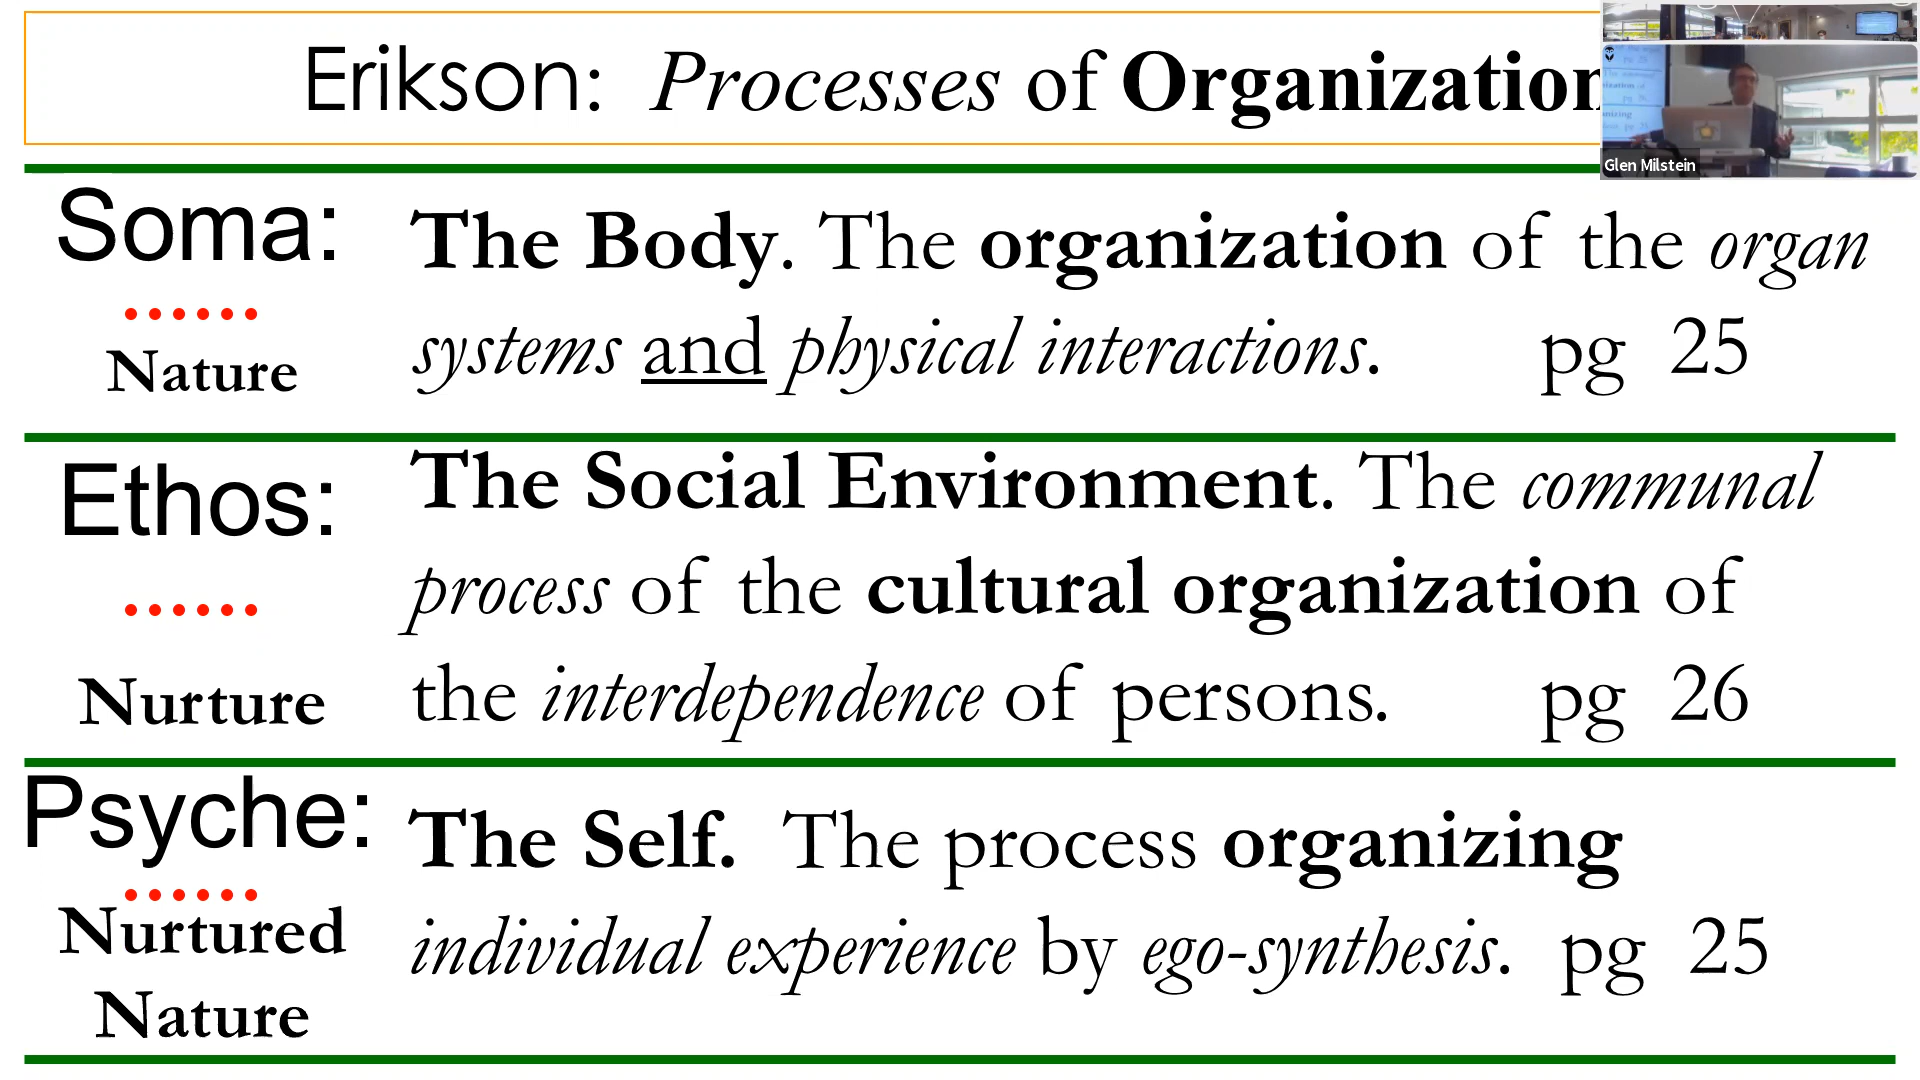 Erikson: Processes of Organization
Glen Milstein
Soma:
The Body. The organization of the organ
systems and physical interactions. pg 25
Nature
Ethos:
The Social Environment. The communal
process of the cultural organization of
the interdependence of persons. pg 26
Nurture
Psyche:
The Self. The process organizing
individual experience by ego-synthesis. pg 25
Nurtured
Nature